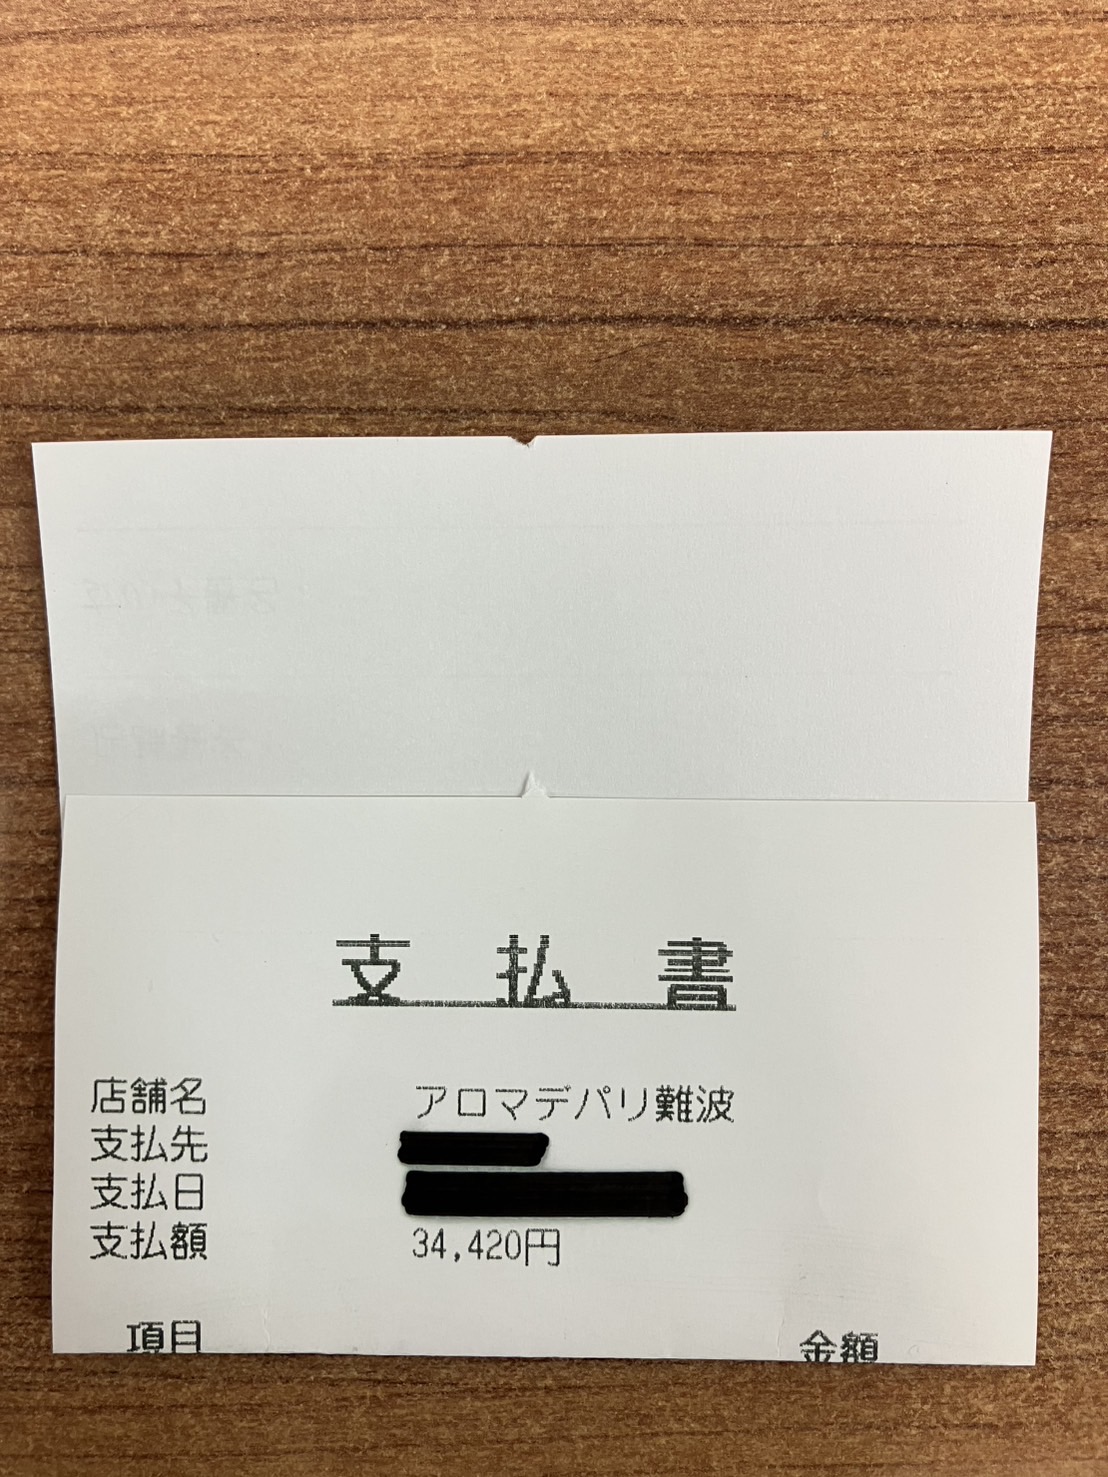 支払書
店舗名 アロマデパリ難波
支払先
支払日
支払額 34,420円
項目 金額